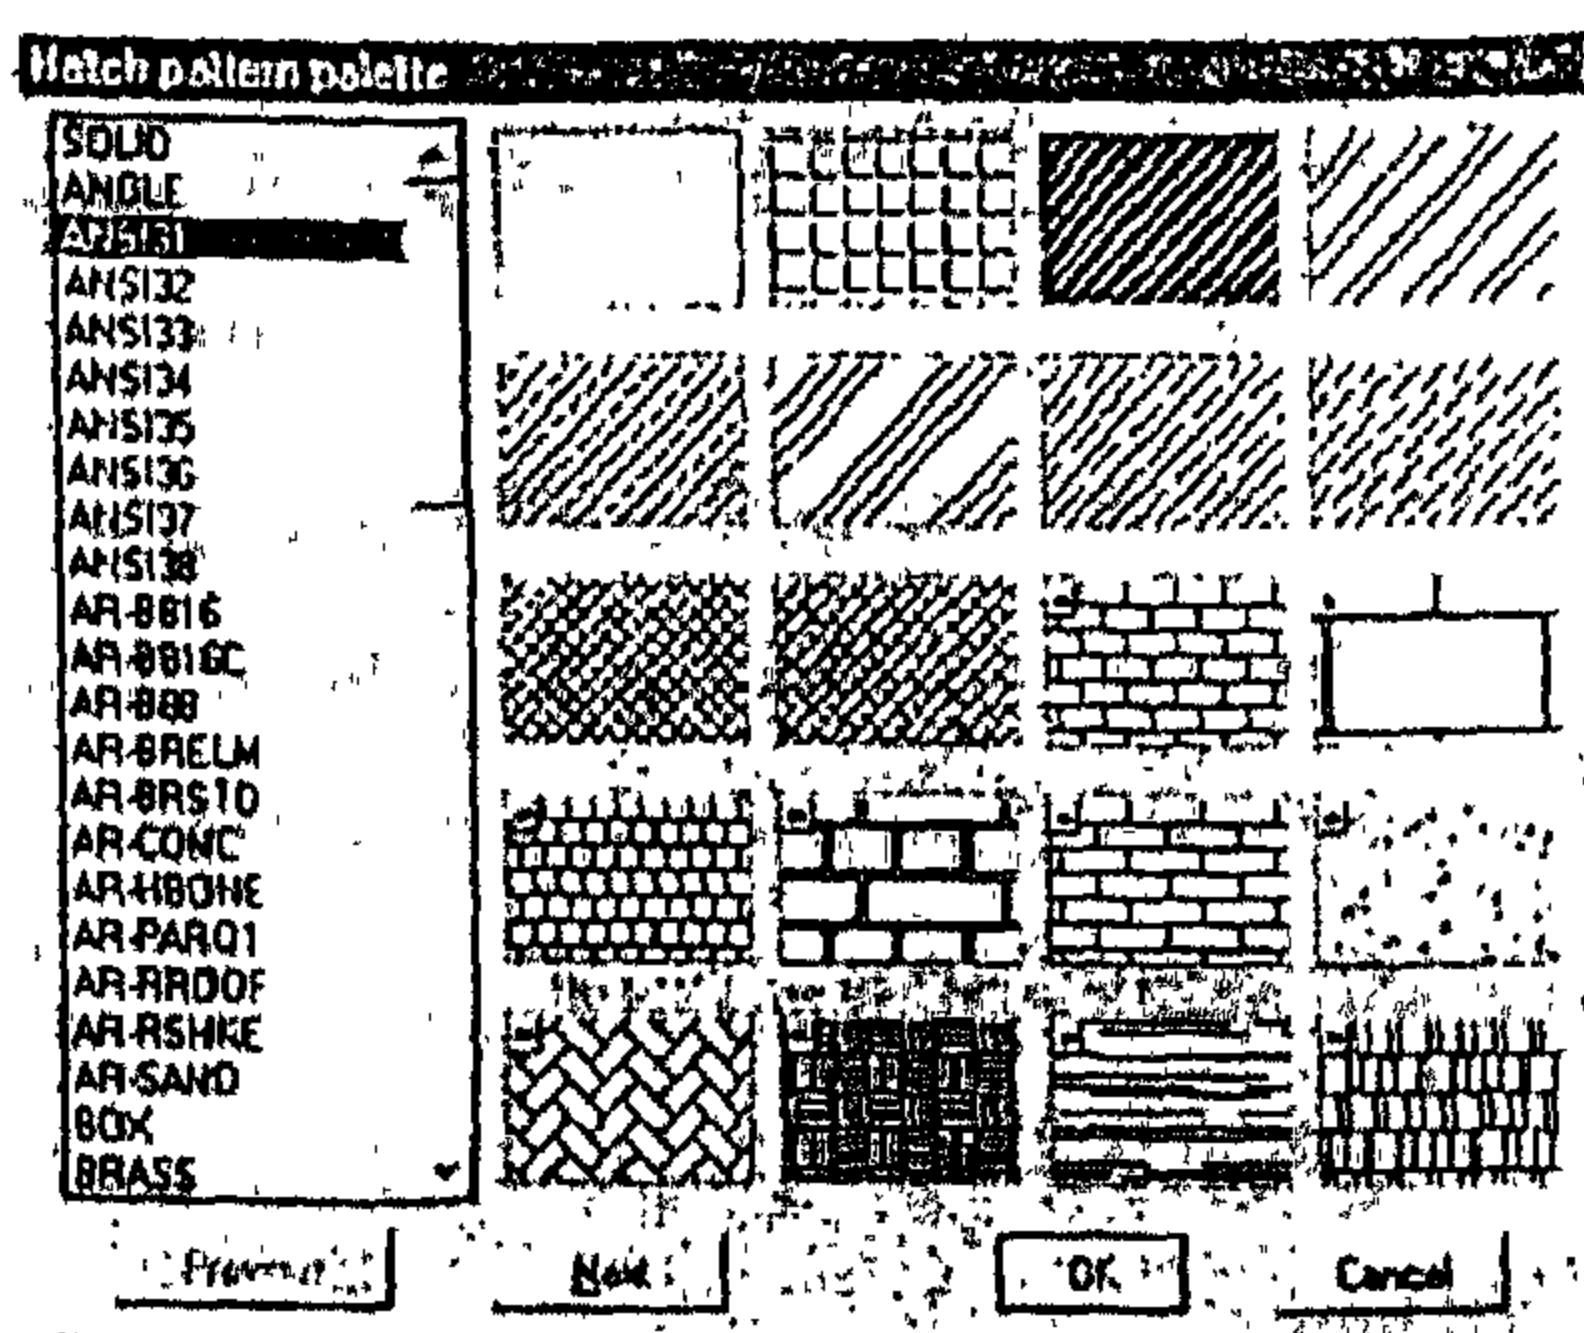 Hatch pattern palette
SOLID
ANGLE
ANSI31
ANSI32
ANSI33
ANSI34
ANSI35
ANSI36
ANSI37
ANSI38
AR-B816
AR-B816C
AR-B88
AR-BRELM
AR-BRSTD
AR-CONC
AR-HBONE
AR-PARQ1
AR-RROOF
AR-RSHKE
AR-SAND
BOX
BRASS
Previous Next OK Cancel